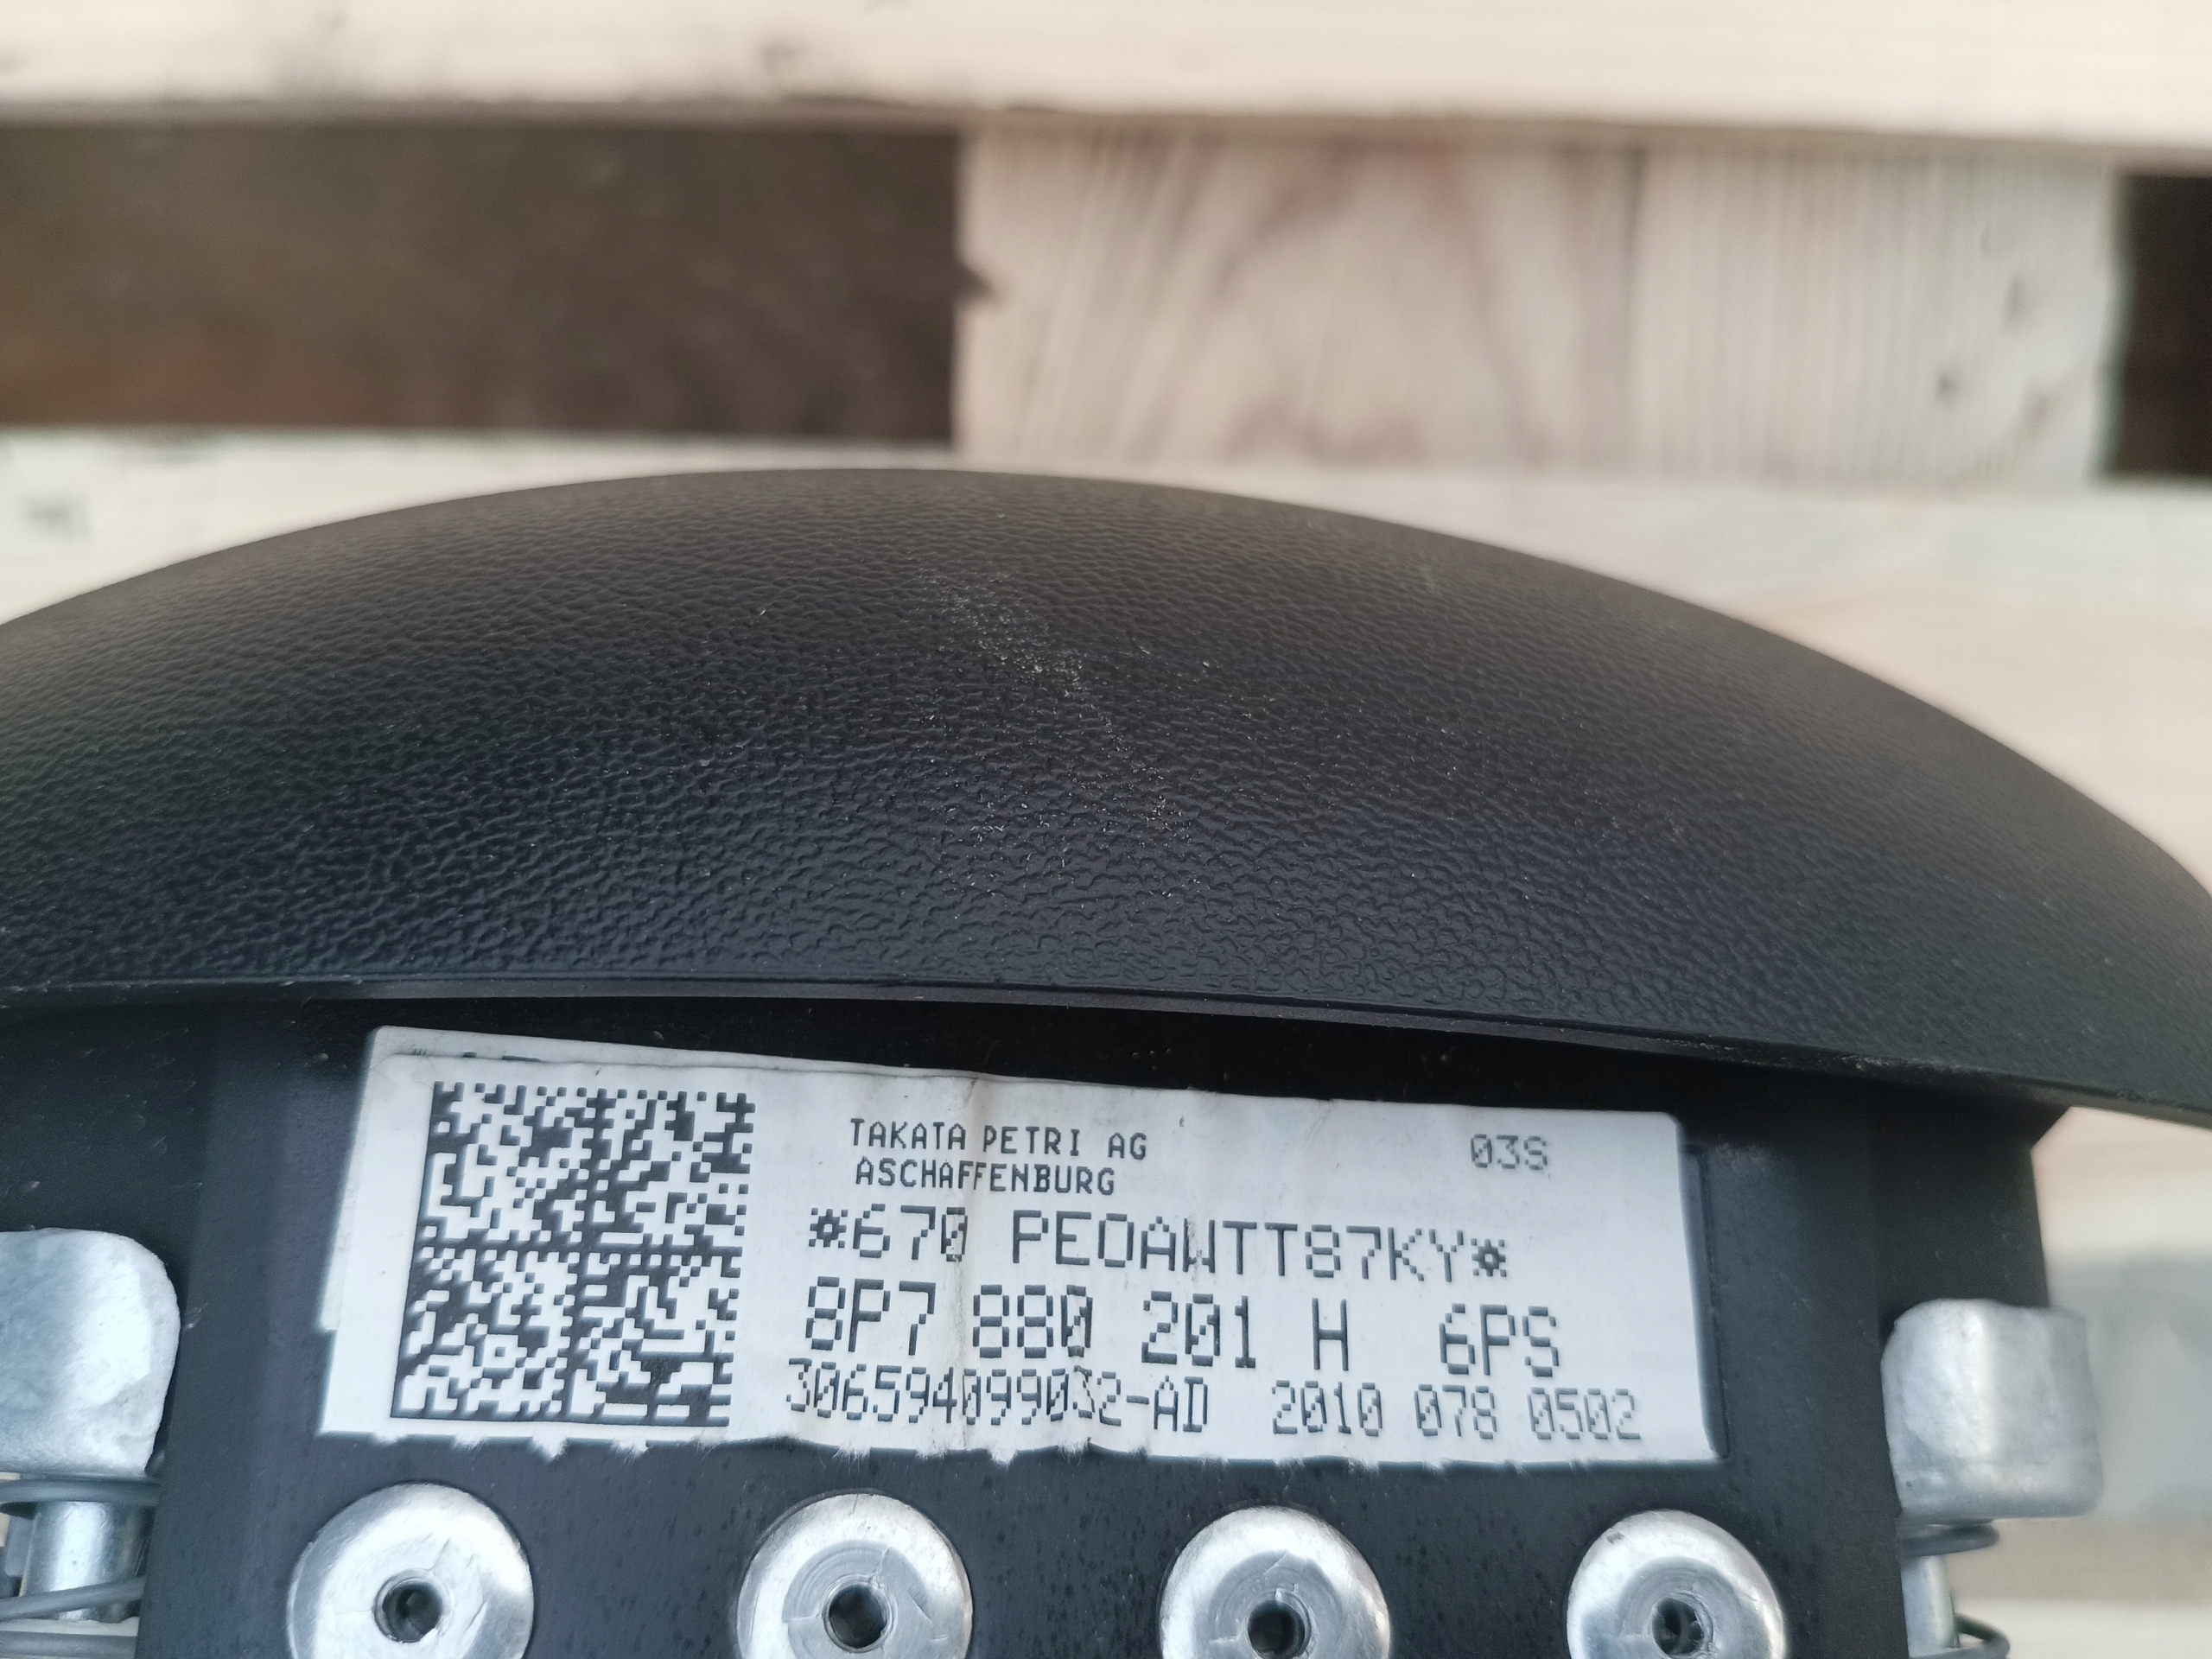 TAKATA PETRI AG
03S
ASCHAFFENBURG
*670 PEOAWTT87KY*
8P7 880 201 H 6PS
306594099032-AD 2010 078 0502